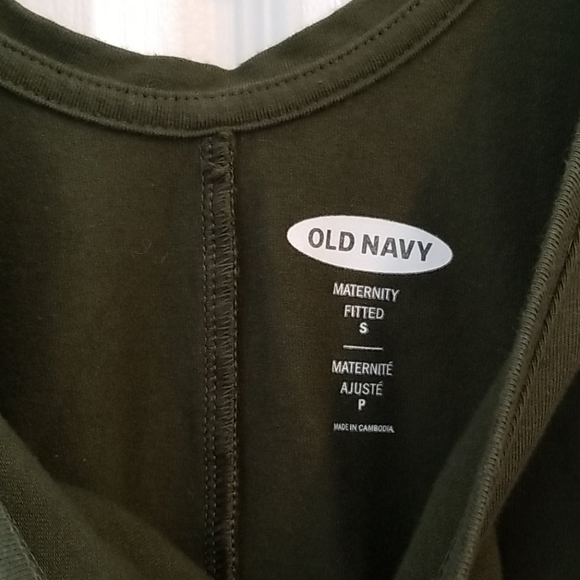 OLD NAVY
MATERNITY
FITTED
S
MATERNITÉ
AJUSTÉ
P
MADE IN CAMBODIA